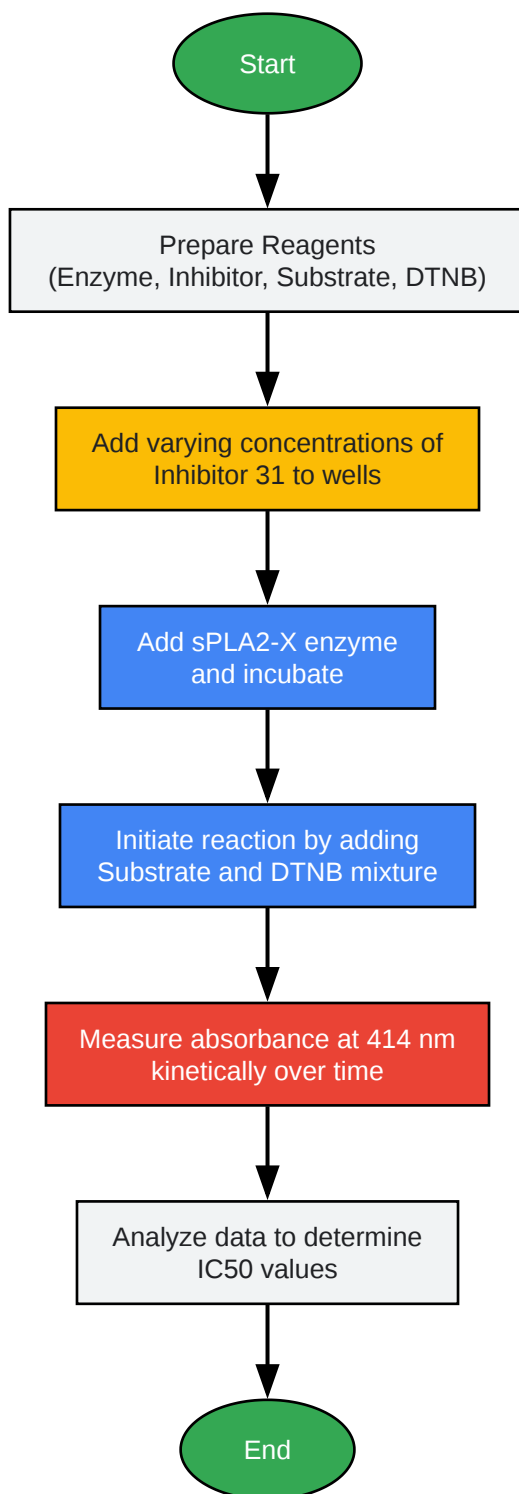 Start
Prepare Reagents
(Enzyme, Inhibitor, Substrate, DTNB)
Add varying concentrations of
Inhibitor 31 to wells
Add sPLA2-X enzyme
and incubate
Initiate reaction by adding
Substrate and DTNB mixture
Measure absorbance at 414 nm
kinetically over time
Analyze data to determine
IC50 values
End